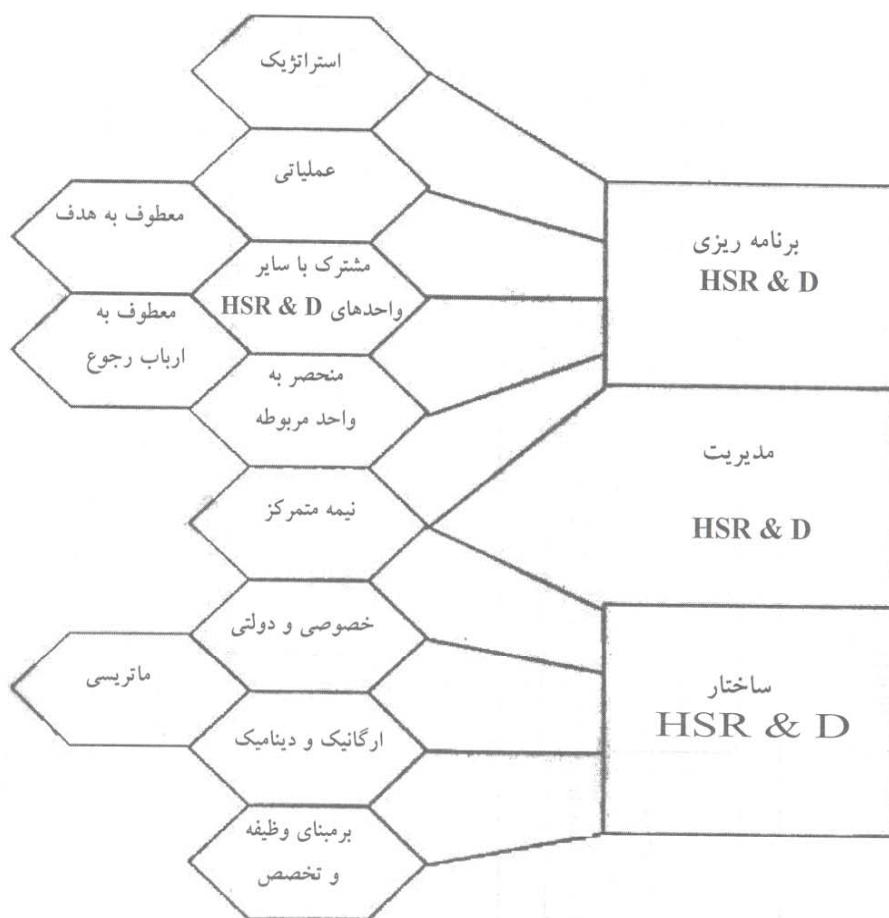 استراتژیک
عملیاتی
معطوف به هدف
مشترک با سایر
واحدهای HSR & D
معطوف به
ارباب رجوع
منحصر به
واحد مربوطه
نیمه متمرکز
خصوصی و دولتی
ماتریسی
ارگانیک و دینامیک
برمبنای وظیفه
و تخصص
برنامه ریزی
HSR & D
مدیریت
HSR & D
ساختار
HSR & D